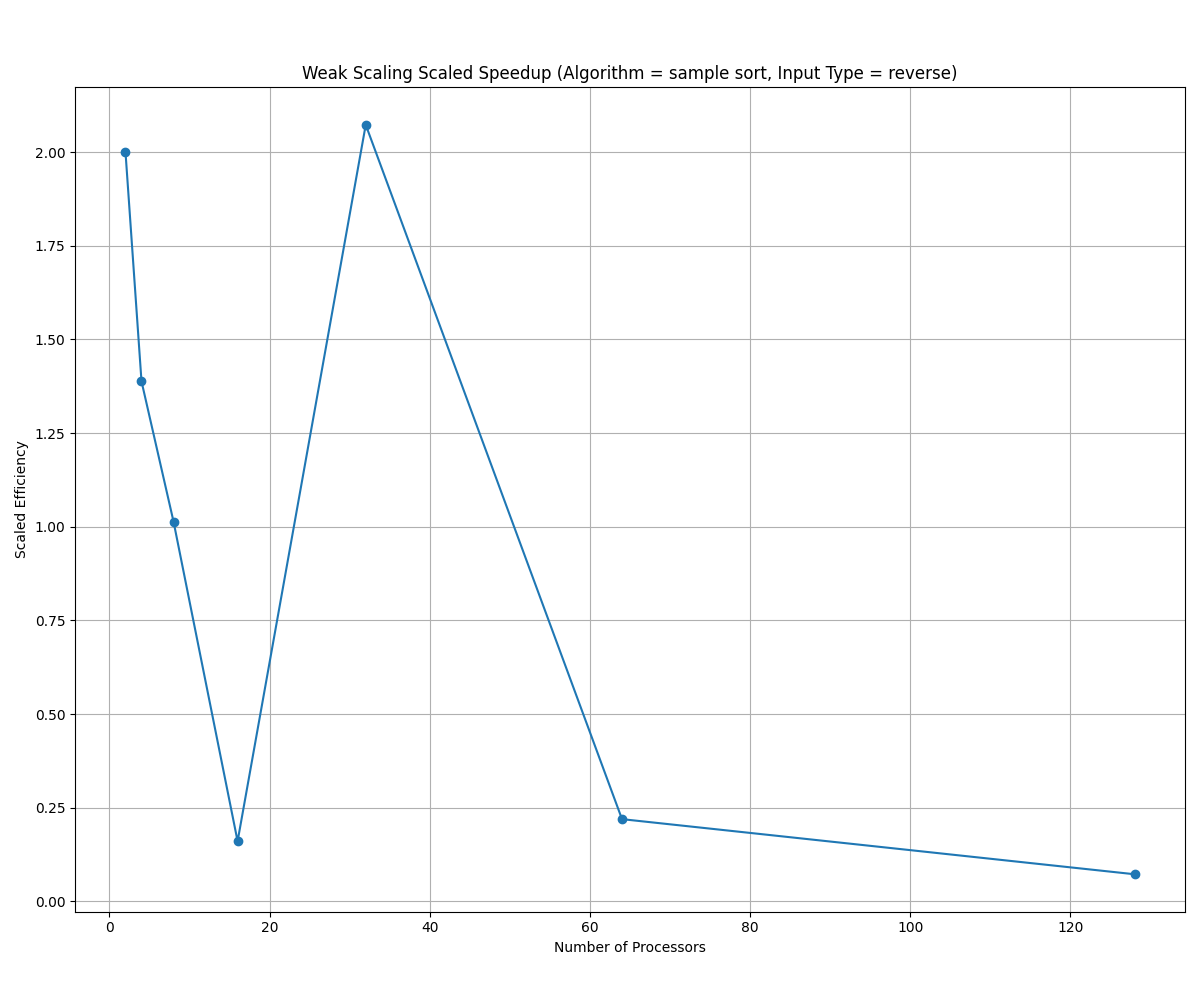 Weak Scaling Scaled Speedup (Algorithm = sample sort, Input Type = reverse)
2.00
1.75
1.50
1.25
1.00
0.75
0.50
0.25
0.00
Scaled Efficiency
0 20 40 60 80 100 120
Number of Processors